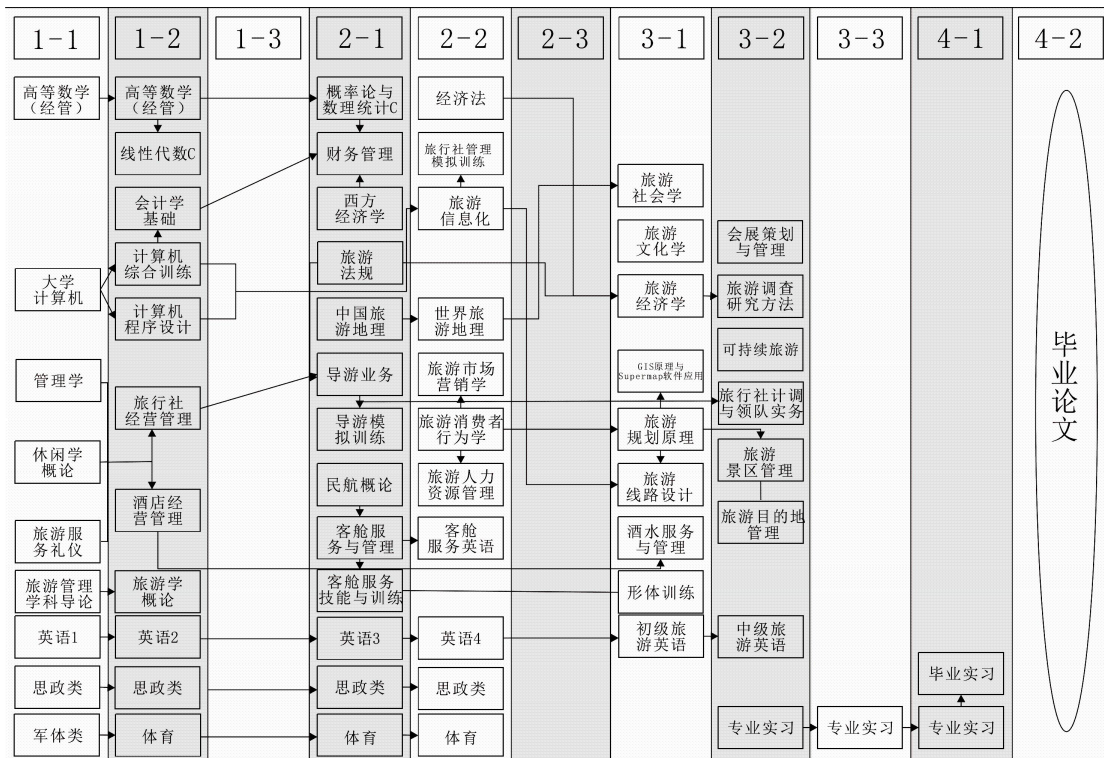 1-1
1-2
1-3
2-1
2-2
2-3
3-1
3-2
3-3
4-1
4-2
高等数学
（经管）
大学
计算机
管理学
休闲学
概论
旅游服
务礼仪
旅游管理
学科导论
英语1
思政类
军体类
高等数学
（经管）
线性代数C
会计学
基础
计算机
综合训练
计算机
程序设计
旅行社
经营管理
酒店经
营管理
旅游学
概论
英语2
思政类
体育
概率论与
数理统计C
财务管理
西方
经济学
旅游
法规
中国旅
游地理
导游业务
导游模
拟训练
民航概论
客舱服
务与管理
客舱服务
技能与训练
英语3
思政类
体育
经济法
旅行社管理
模拟训练
旅游
信息化
世界旅
游地理
旅游市场
营销学
旅游消费者
行为学
旅游人力
资源管理
客舱
服务英语
英语4
思政类
体育
旅游
社会学
旅游
文化学
旅游
经济学
GIS原理与
Supermap软件应用
旅游
规划原理
旅游
线路设计
酒水服务
与管理
形体训练
初级旅
游英语
会展策划
与管理
旅游调查
研究方法
可持续旅游
旅行社计调
与领队实务
旅游
景区管理
旅游目的地
管理
中级旅
游英语
专业实习
专业实习
毕业实习
专业实习
毕业论文